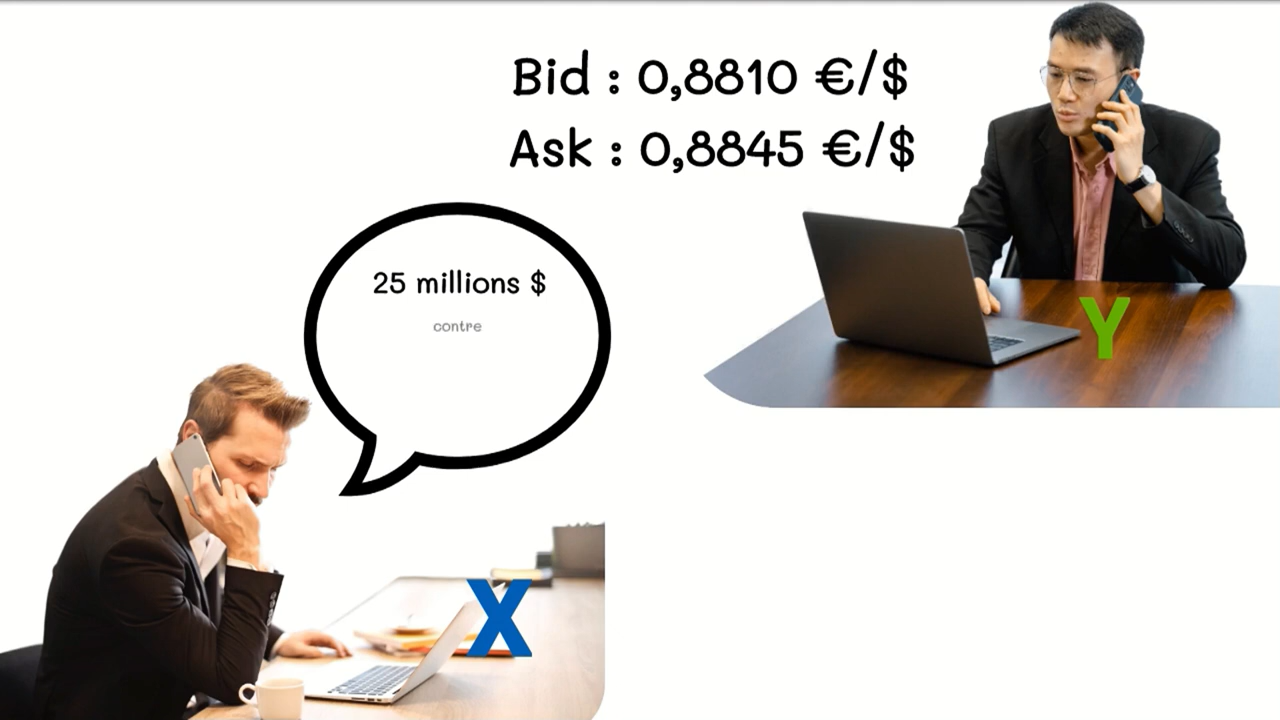 Bid : 0,8810 €/$
Ask : 0,8845 €/$
25 millions $
contre
Y
X